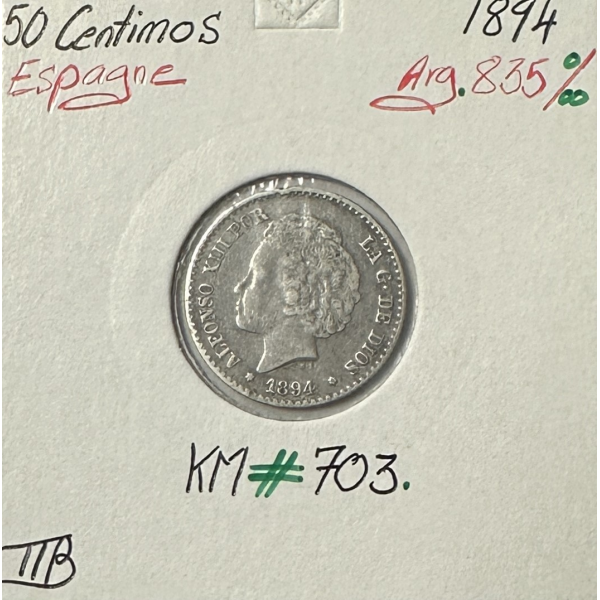 50 Centimos 1894
Espagne Arg. 835 ‰
ALFONSO XIII POR LA G. DE DIOS
* 1894 *
KM#703.
TTB